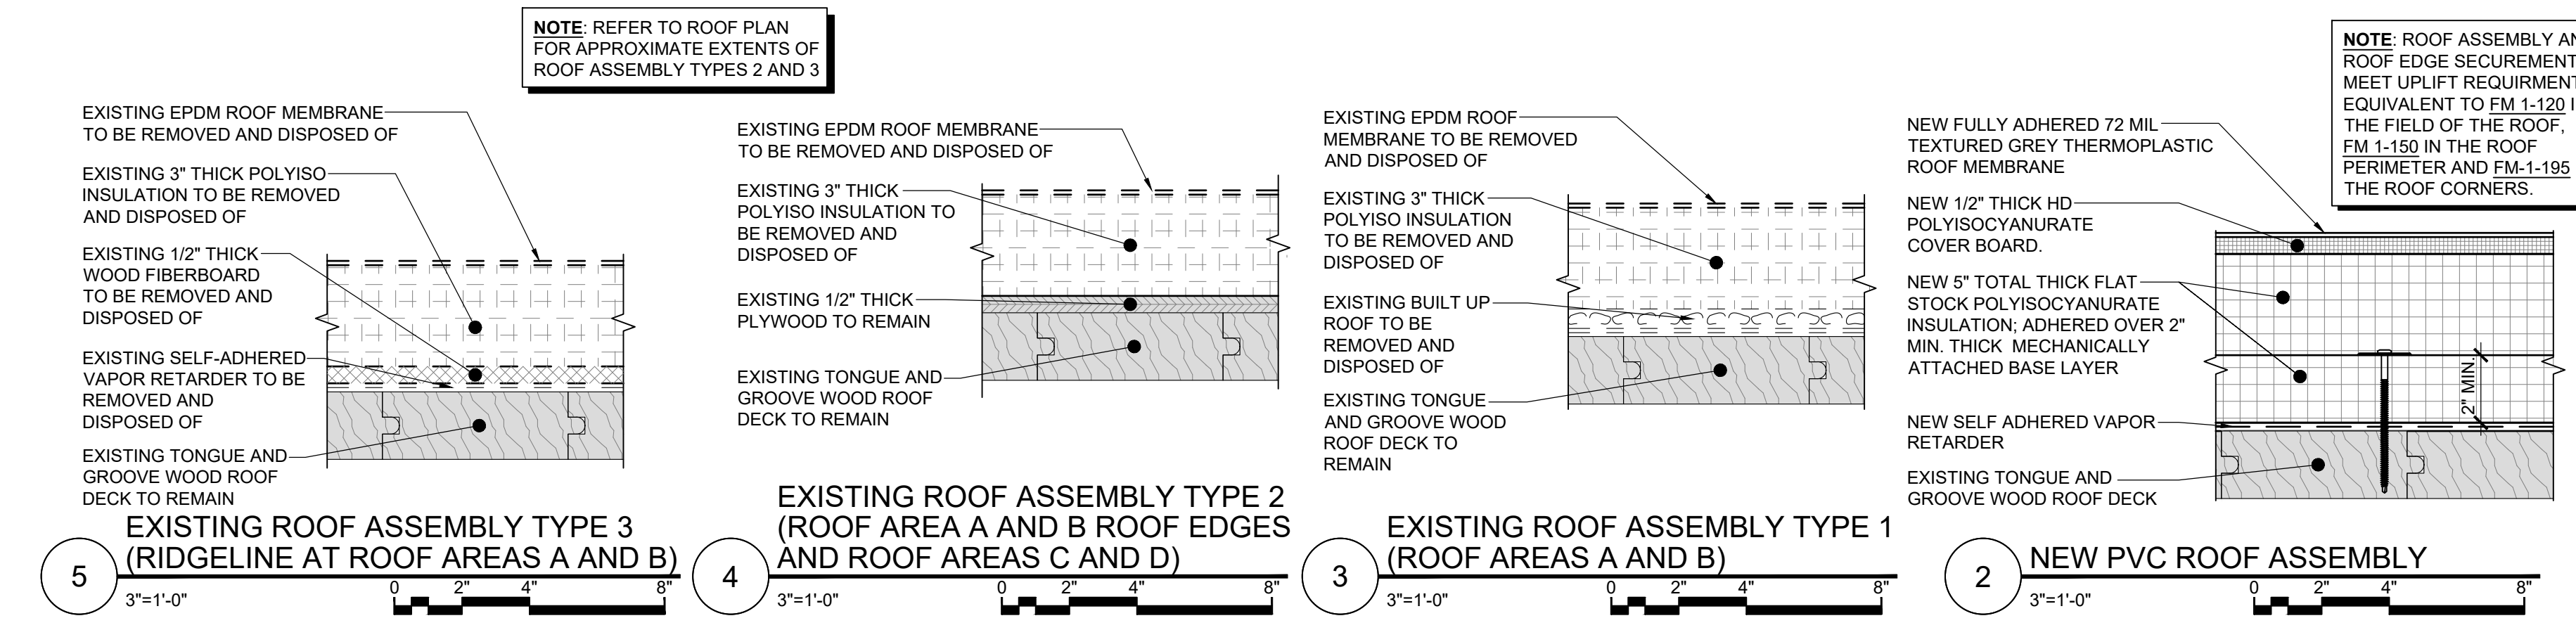 NOTE: REFER TO ROOF PLAN
FOR APPROXIMATE EXTENTS OF
ROOF ASSEMBLY TYPES 2 AND 3
EXISTING EPDM ROOF MEMBRANE
TO BE REMOVED AND DISPOSED OF
EXISTING 3" THICK POLYISO
INSULATION TO BE REMOVED
AND DISPOSED OF
EXISTING 1/2" THICK
WOOD FIBERBOARD
TO BE REMOVED AND
DISPOSED OF
EXISTING SELF-ADHERED
VAPOR RETARDER TO BE
REMOVED AND
DISPOSED OF
EXISTING TONGUE AND
GROOVE WOOD ROOF
DECK TO REMAIN
5
EXISTING ROOF ASSEMBLY TYPE 3
(RIDGELINE AT ROOF AREAS A AND B)
3"=1'-0"
0 2" 4" 8"
EXISTING EPDM ROOF MEMBRANE
TO BE REMOVED AND DISPOSED OF
EXISTING 3" THICK
POLYISO INSULATION TO
BE REMOVED AND
DISPOSED OF
EXISTING 1/2" THICK
PLYWOOD TO REMAIN
EXISTING TONGUE AND
GROOVE WOOD ROOF
DECK TO REMAIN
4
EXISTING ROOF ASSEMBLY TYPE 2
(ROOF AREA A AND B ROOF EDGES
AND ROOF AREAS C AND D)
3"=1'-0"
0 2" 4" 8"
EXISTING EPDM ROOF
MEMBRANE TO BE REMOVED
AND DISPOSED OF
EXISTING 3" THICK
POLYISO INSULATION
TO BE REMOVED AND
DISPOSED OF
EXISTING BUILT UP
ROOF TO BE
REMOVED AND
DISPOSED OF
EXISTING TONGUE
AND GROOVE WOOD
ROOF DECK TO
REMAIN
3
EXISTING ROOF ASSEMBLY TYPE 1
(ROOF AREAS A AND B)
3"=1'-0"
0 2" 4" 8"
NOTE: ROOF ASSEMBLY
ROOF EDGE SECUREMENT
MEET UPLIFT
EQUIVALENT TO FM 1-120
THE FIELD OF THE ROOF,
FM 1-150 IN THE ROOF
PERIMETER AND FM-1-195
THE ROOF CORNERS.
NEW FULLY ADHERED 72 MIL
TEXTURED GREY THERMOPLASTIC
ROOF MEMBRANE
NEW 1/2" THICK HD
POLYISOCYANURATE
COVER BOARD.
NEW 5" TOTAL THICK FLAT
STOCK POLYISOCYANURATE
INSULATION; ADHERED OVER 2"
MIN. THICK MECHANICALLY
ATTACHED BASE LAYER
NEW SELF ADHERED VAPOR
RETARDER
EXISTING TONGUE AND
GROOVE WOOD ROOF DECK
2" MIN.
2
NEW PVC ROOF ASSEMBLY
3"=1'-0"
0 2" 4" 8"